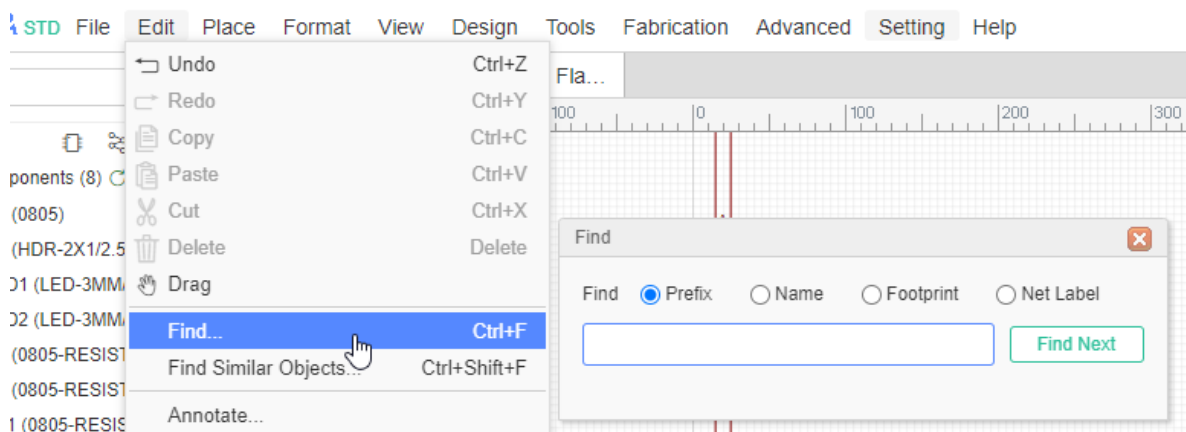 STD File Edit Place Format View Design Tools Fabrication Advanced Setting Help
Undo Ctrl+Z
Fla...
Redo Ctrl+Y
100 0 100 200 300
Copy Ctrl+C
ponents (8)
Paste Ctrl+V
(0805)
Cut Ctrl+X
(HDR-2X1/2.5
Delete Delete
D1 (LED-3MM/
Drag
D2 (LED-3MM/
Find... Ctrl+F
(0805-RESIST
Find Similar Objects... Ctrl+Shift+F
(0805-RESIST
Annotate...
1 (0805-RESIS
Find
Find Prefix Name Footprint Net Label
Find Next